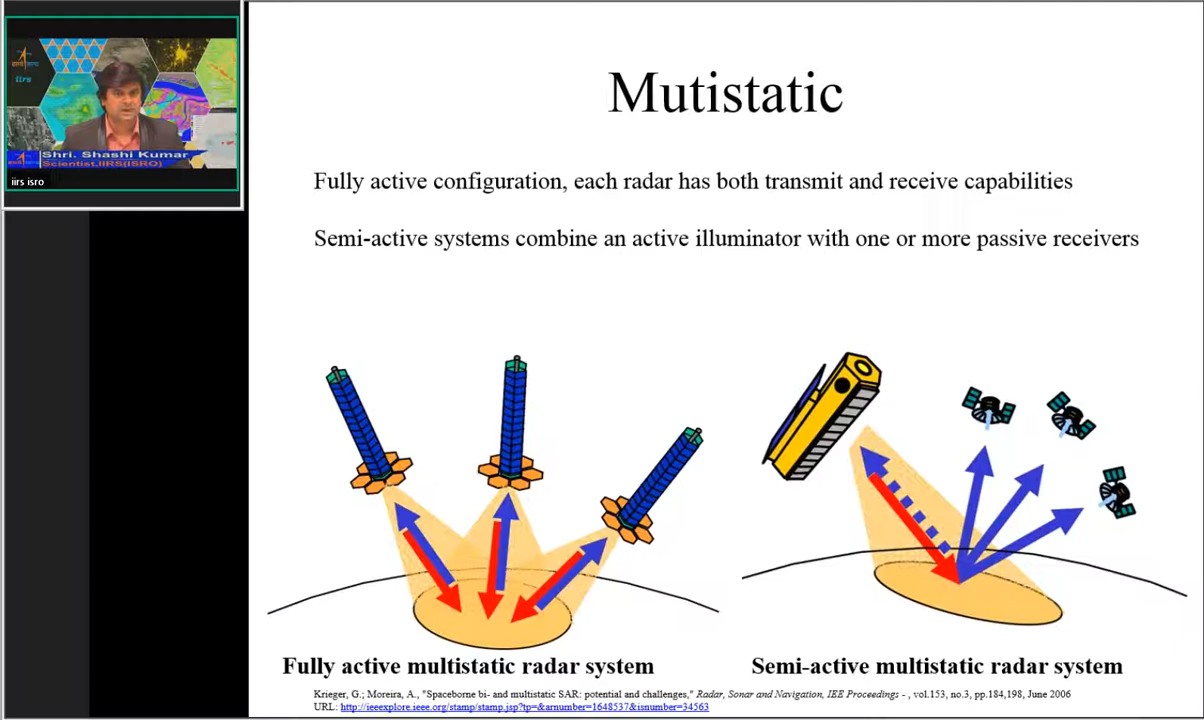 iirs
Shri. Shashi Kumar
Scientist,IIRS(ISRO)
iirs isro
Mutistatic
Fully active configuration, each radar has both transmit and receive capabilities
Semi-active systems combine an active illuminator with one or more passive receivers
Fully active multistatic radar system
Semi-active multistatic radar system
Krieger, G.; Moreira, A., "Spaceborne bi- and multistatic SAR: potential and challenges," Radar, Sonar and Navigation, IEE Proceedings - , vol.153, no.3, pp.184,198, June 2006
URL: http://ieeexplore.ieee.org/stamp/stamp.jsp?tp=&arnumber=1648537&isnumber=34563